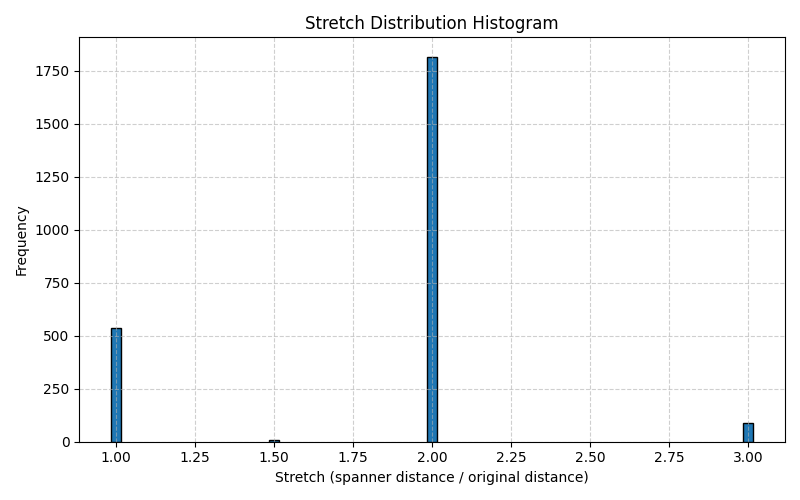 Stretch Distribution Histogram
1750
1500
1250
1000
750
500
250
0
Frequency
1.00 1.25 1.50 1.75 2.00 2.25 2.50 2.75 3.00
Stretch (spanner distance / original distance)